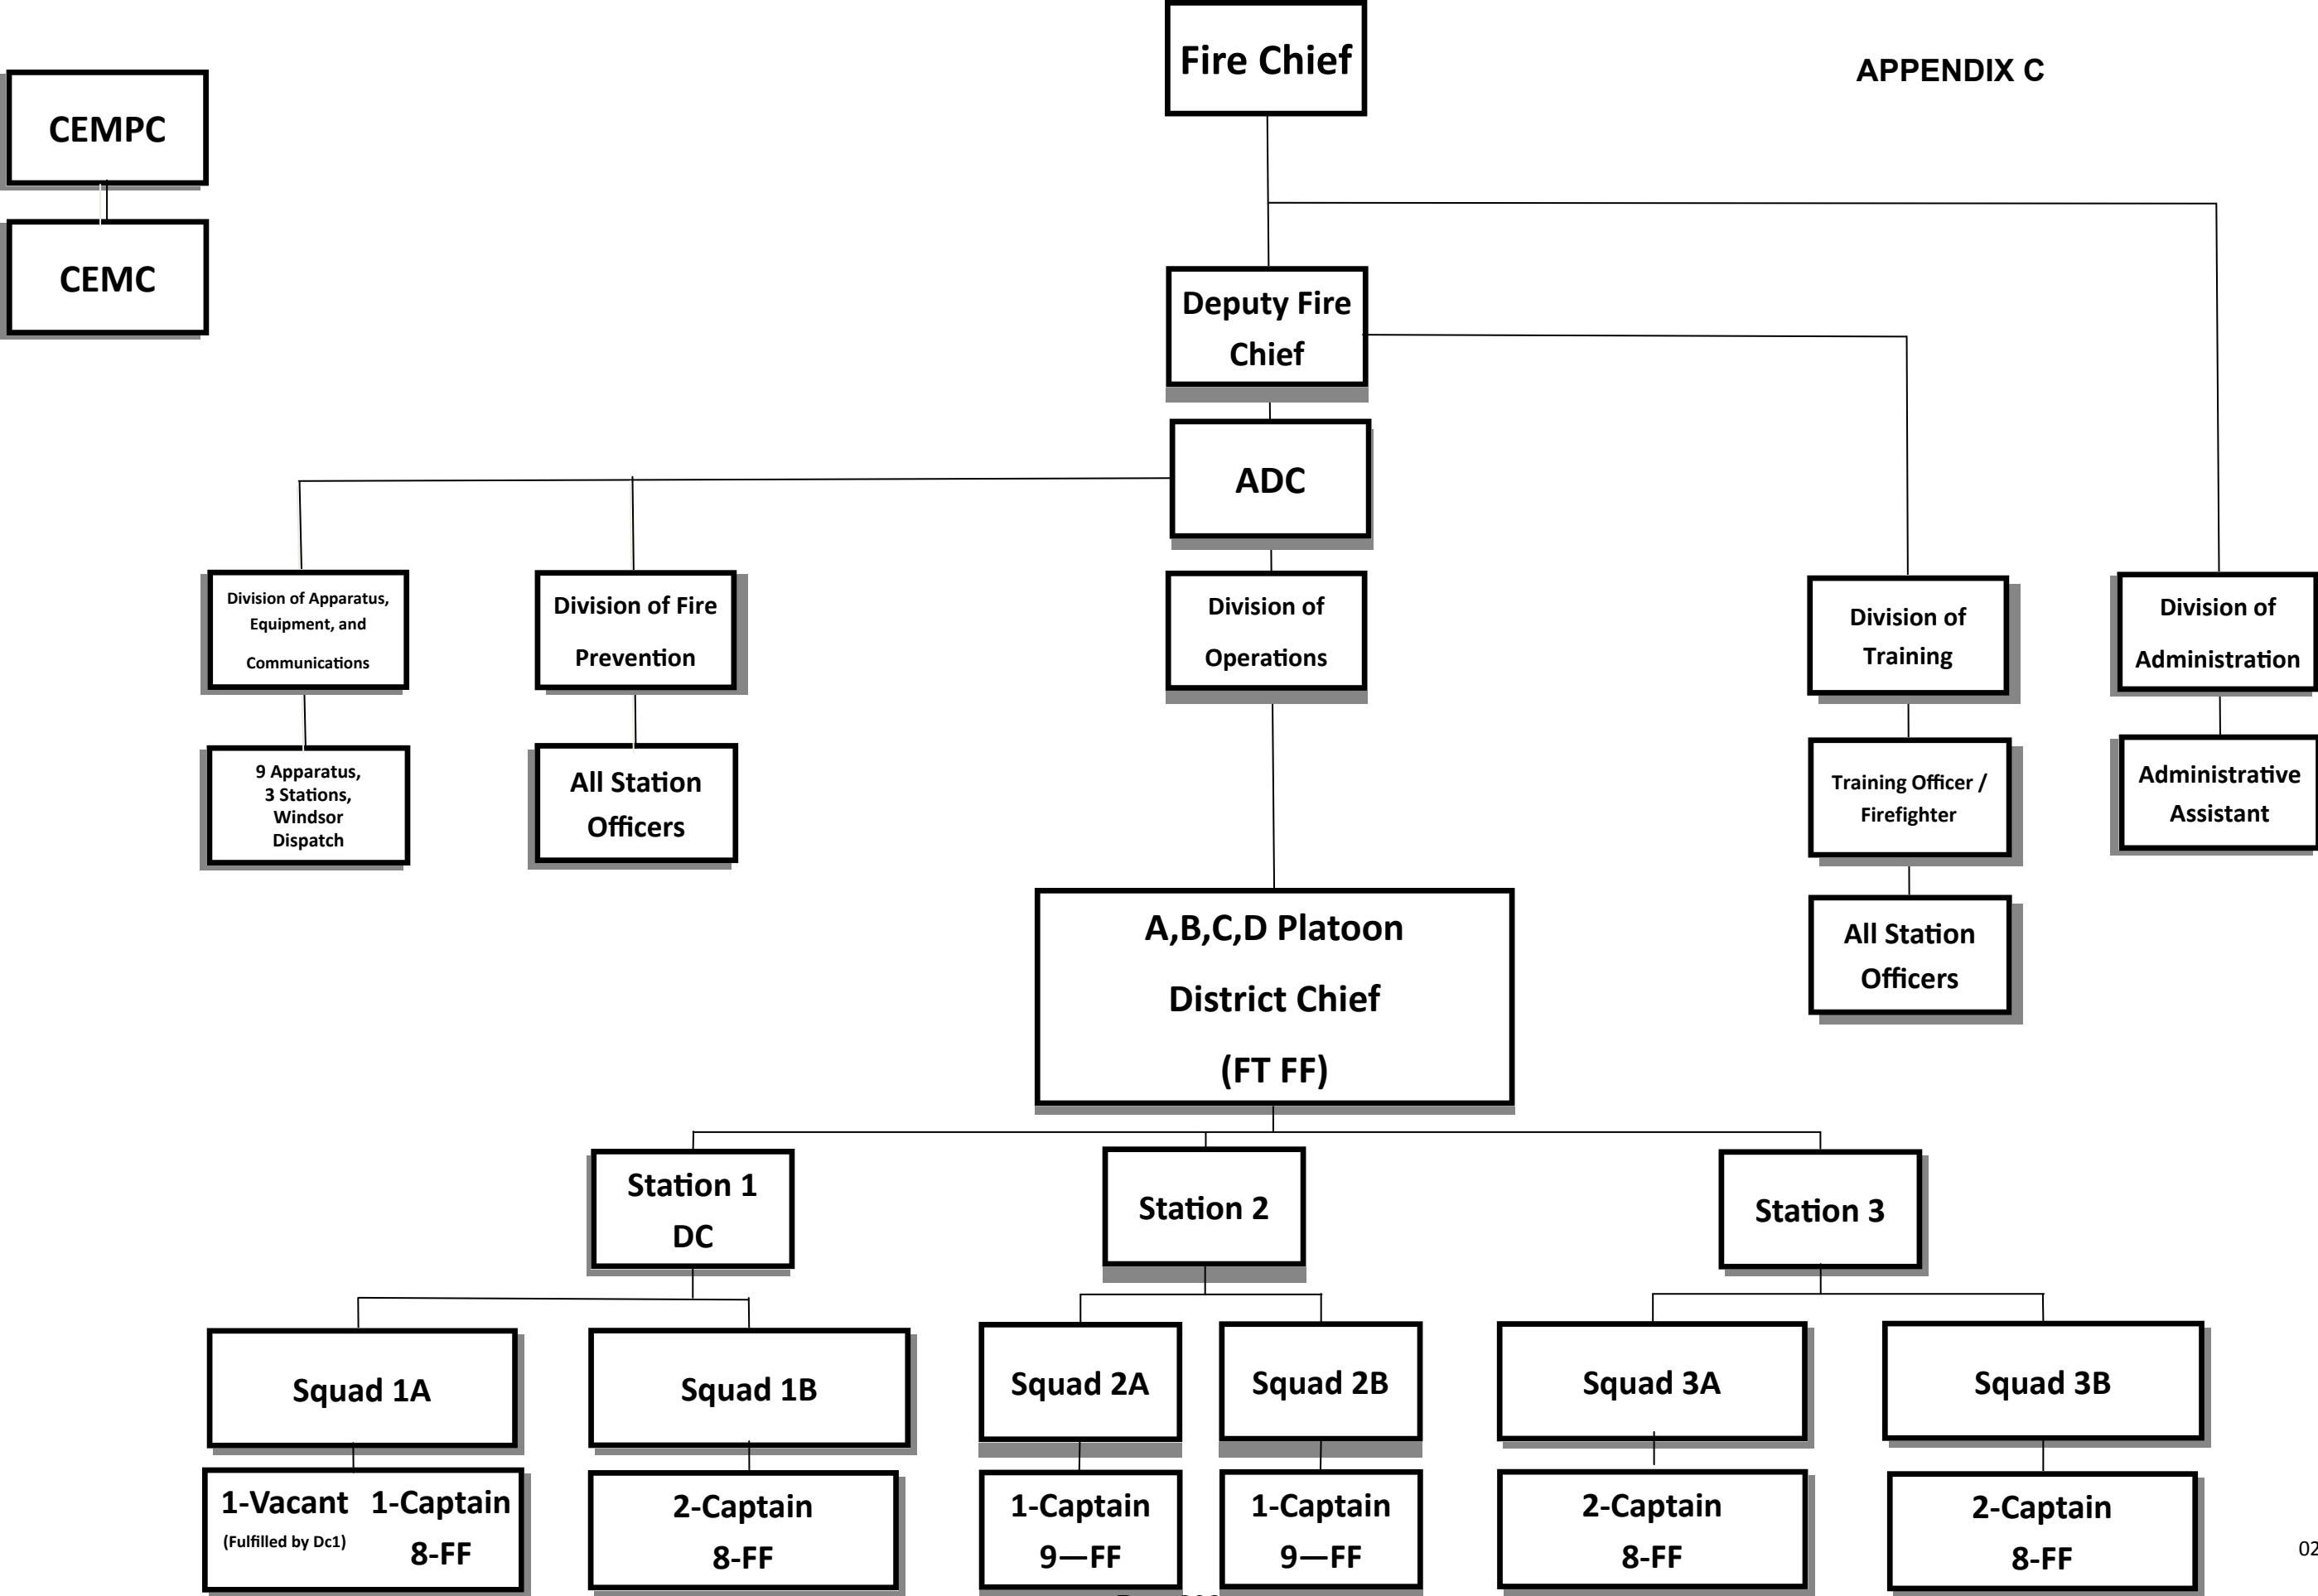 Fire Chief
APPENDIX C
CEMPC
CEMC
Deputy Fire
Chief
ADC
Division of Apparatus,
Equipment, and
Communications
Division of Fire
Prevention
Division of
Operations
Division of
Training
Division of
Administration
9 Apparatus,
3 Stations,
Windsor
Dispatch
All Station
Officers
Training Officer /
Firefighter
Administrative
Assistant
All Station
Officers
A,B,C,D Platoon
District Chief
(FT FF)
Station 1
DC
Station 2
Station 3
Squad 1A
Squad 1B
Squad 2A
Squad 2B
Squad 3A
Squad 3B
1-Vacant 1-Captain
(Fulfilled by Dc1)
8-FF
2-Captain
8-FF
1-Captain
9—FF
1-Captain
9—FF
2-Captain
8-FF
2-Captain
8-FF
02